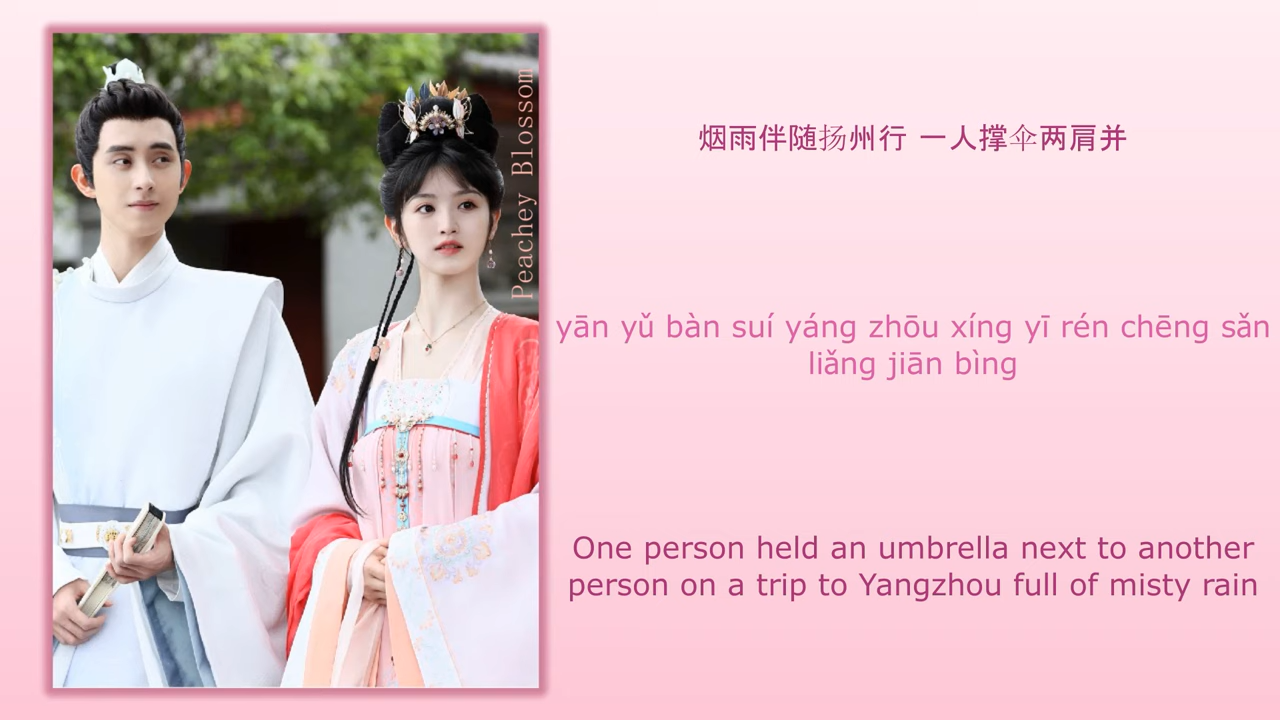 Peachey Blossom
烟雨伴随扬州行 一人撑伞两肩并
yān yǔ bàn suí yáng zhōu xíng yī rén chēng sǎn
liǎng jiān bìng
One person held an umbrella next to another
person on a trip to Yangzhou full of misty rain